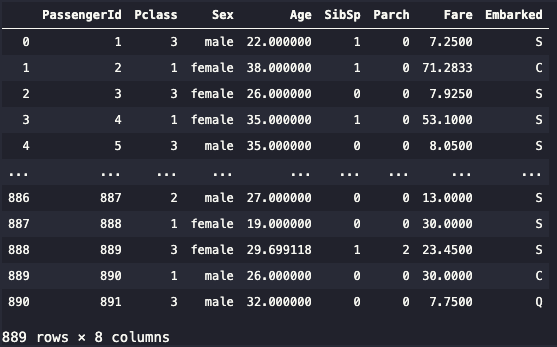 PassengerId Pclass Sex Age SibSp Parch Fare Embarked
0 1 3 male 22.000000 1 0 7.2500 S
1 2 1 female 38.000000 1 0 71.2833 C
2 3 3 female 26.000000 0 0 7.9250 S
3 4 1 female 35.000000 1 0 53.1000 S
4 5 3 male 35.000000 0 0 8.0500 S
... ... ... ... ... ... ... ... ...
886 887 2 male 27.000000 0 0 13.0000 S
887 888 1 female 19.000000 0 0 30.0000 S
888 889 3 female 29.699118 1 2 23.4500 S
889 890 1 male 26.000000 0 0 30.0000 C
890 891 3 male 32.000000 0 0 7.7500 Q
889 rows × 8 columns